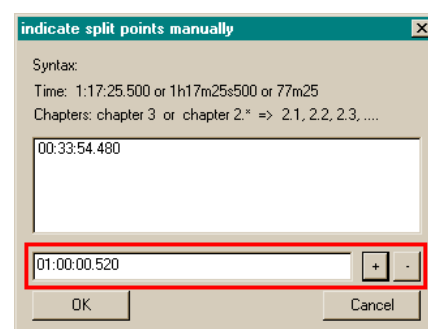 indicate split points manually
Syntax:
Time: 1:17:25.500 or 1h17m25s500 or 77m25
Chapters: chapter 3 or chapter 2.* => 2.1, 2.2, 2.3, ....
00:33:54.480
01:00:00.520 + -
OK Cancel